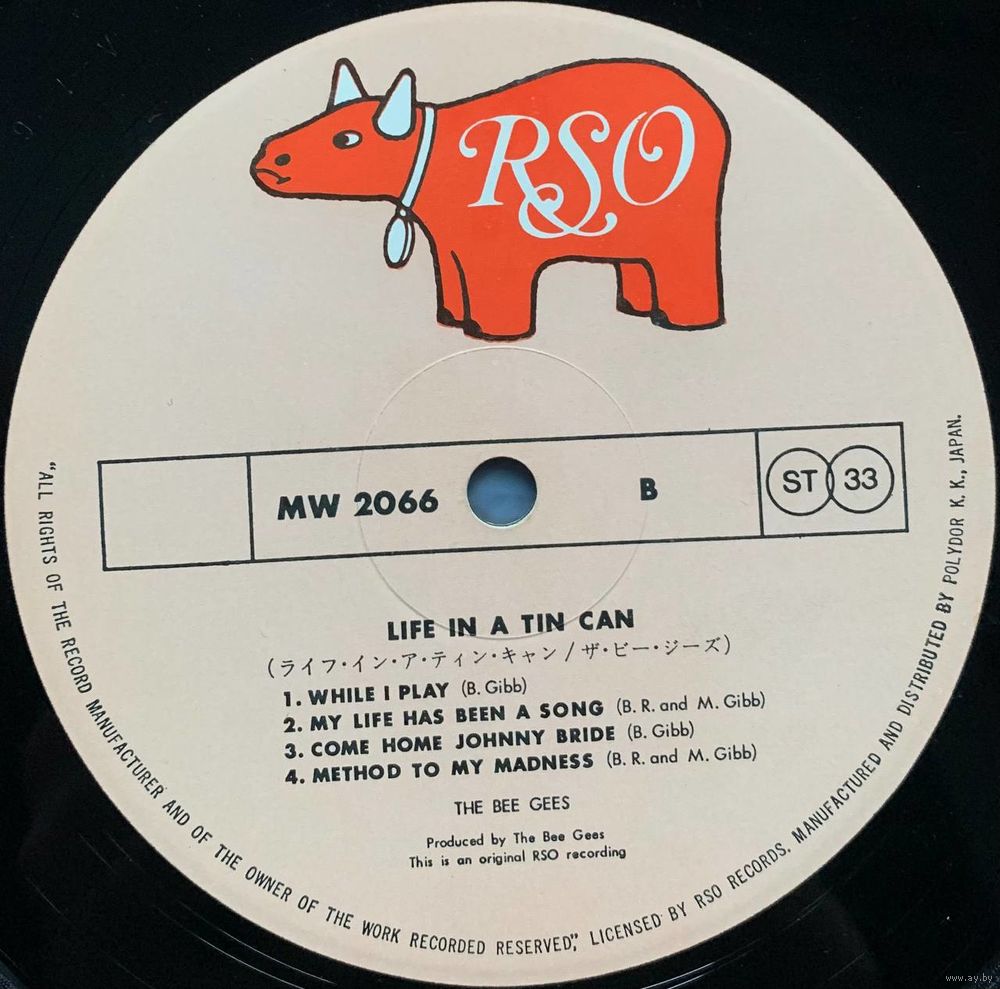 RSO
MW 2066
B
ST 33
LIFE IN A TIN CAN
(ライフ・イン・ア・ティン・キャン / ザ・ビー・ジーズ)
1. WHILE I PLAY (B. Gibb)
2. MY LIFE HAS BEEN A SONG (B. R. and M. Gibb)
3. COME HOME JOHNNY BRIDE (B. Gibb)
4. METHOD TO MY MADNESS (B. R. and M. Gibb)
THE BEE GEES
Produced by The Bee Gees
This is an original RSO recording
"ALL RIGHTS OF THE RECORD MANUFACTURER AND OF THE OWNER OF THE WORK RECORDED RESERVED", LICENSED BY RSO RECORDS. MANUFACTURED AND DISTRIBUTED BY POLYDOR K. K., JAPAN.
www.ay.by